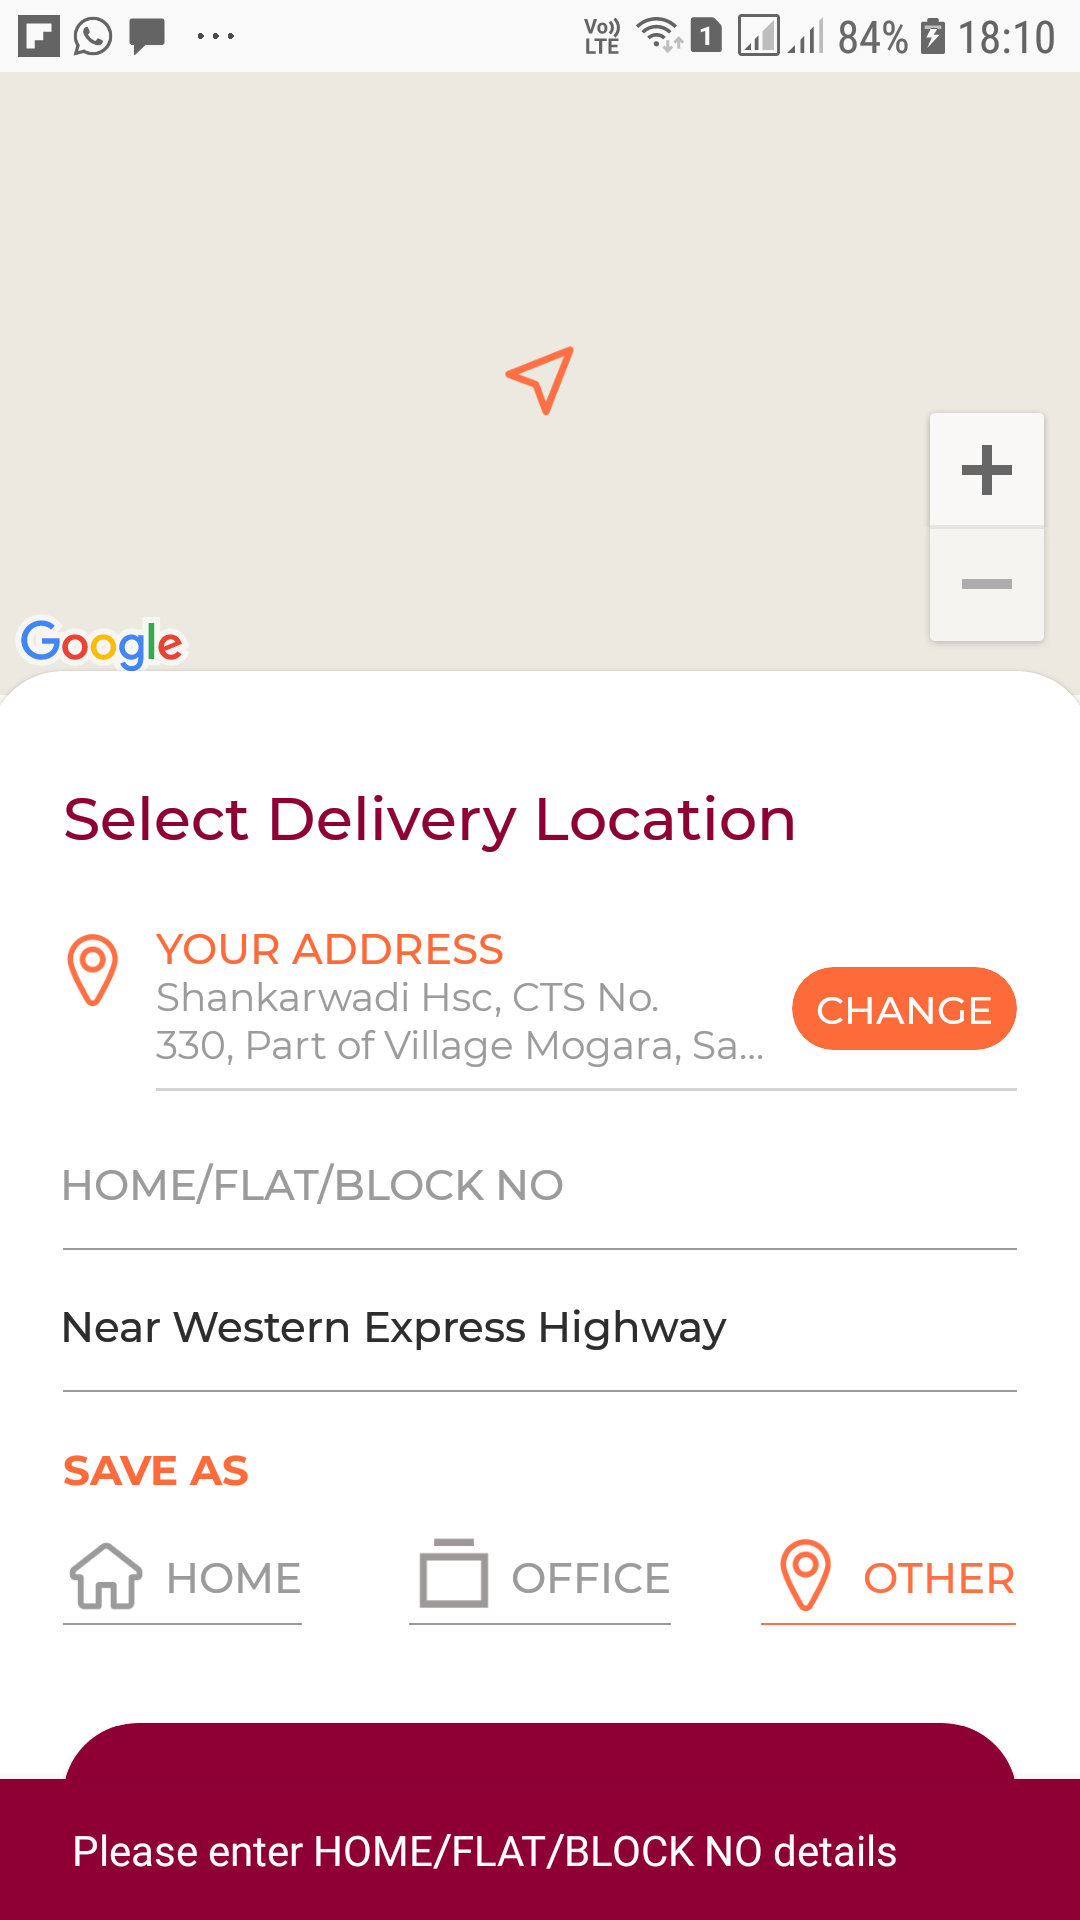 Vo)) LTE 1 84% 18:10
Google
Select Delivery Location
YOUR ADDRESS
Shankarwadi Hsc, CTS No.
330, Part of Village Mogara, Sa...
CHANGE
HOME/FLAT/BLOCK NO
Near Western Express Highway
SAVE AS
HOME OFFICE OTHER
Please enter HOME/FLAT/BLOCK NO details